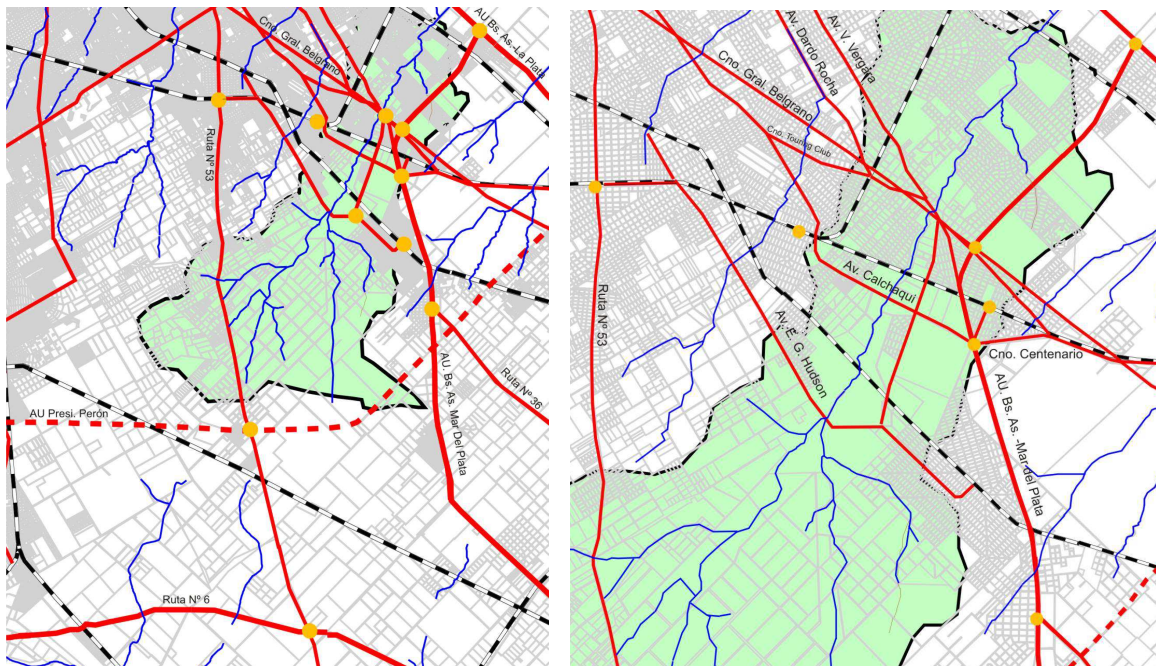 Cno. Gral. Belgrano
AU Bs. As.-La Plata
Ruta Nº 53
AU Presi. Perón
AU. Bs. As. Mar Del Plata
Ruta Nº 36
Ruta Nº 6
Av. Dardo Rocha
Av. V. Vergara
Cno. Gral. Belgrano
Cno. Touring Club
Ruta Nº 53
Av. Calchaqui
Av. E. G. Hudson
Cno. Centenario
AU. Bs. As. -Mar del Plata